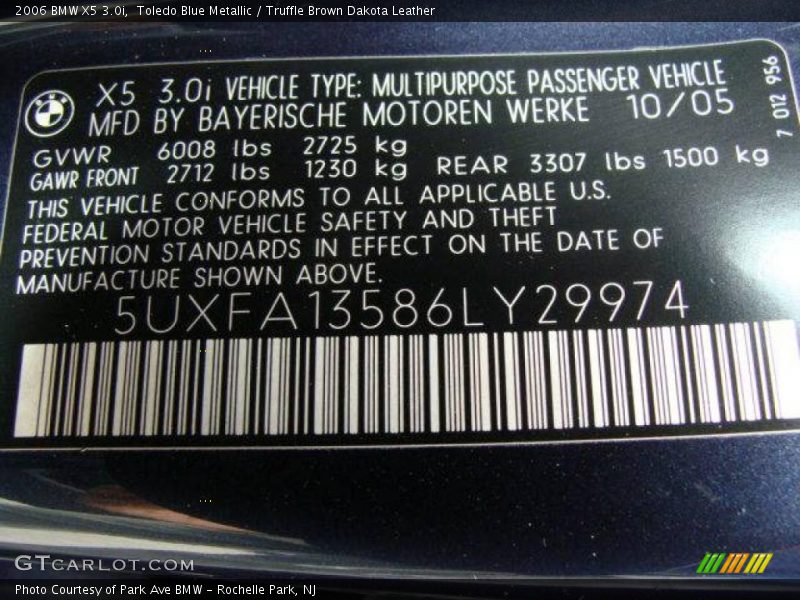 2006 BMW X5 3.0i,  Toledo Blue Metallic / Truffle Brown Dakota Leather
X5 3.0i VEHICLE TYPE: MULTIPURPOSE PASSENGER VEHICLE
MFD BY BAYERISCHE MOTOREN WERKE 10/05
7 012 956
GVWR 6008 lbs 2725 kg
GAWR FRONT 2712 lbs 1230 kg REAR 3307 lbs 1500 kg
THIS VEHICLE CONFORMS TO ALL APPLICABLE U.S.
FEDERAL MOTOR VEHICLE SAFETY AND THEFT
PREVENTION STANDARDS IN EFFECT ON THE DATE OF
MANUFACTURE SHOWN ABOVE.
5UXFA13586LY29974
GTCARLOT.COM
Photo Courtesy of Park Ave BMW - Rochelle Park, NJ